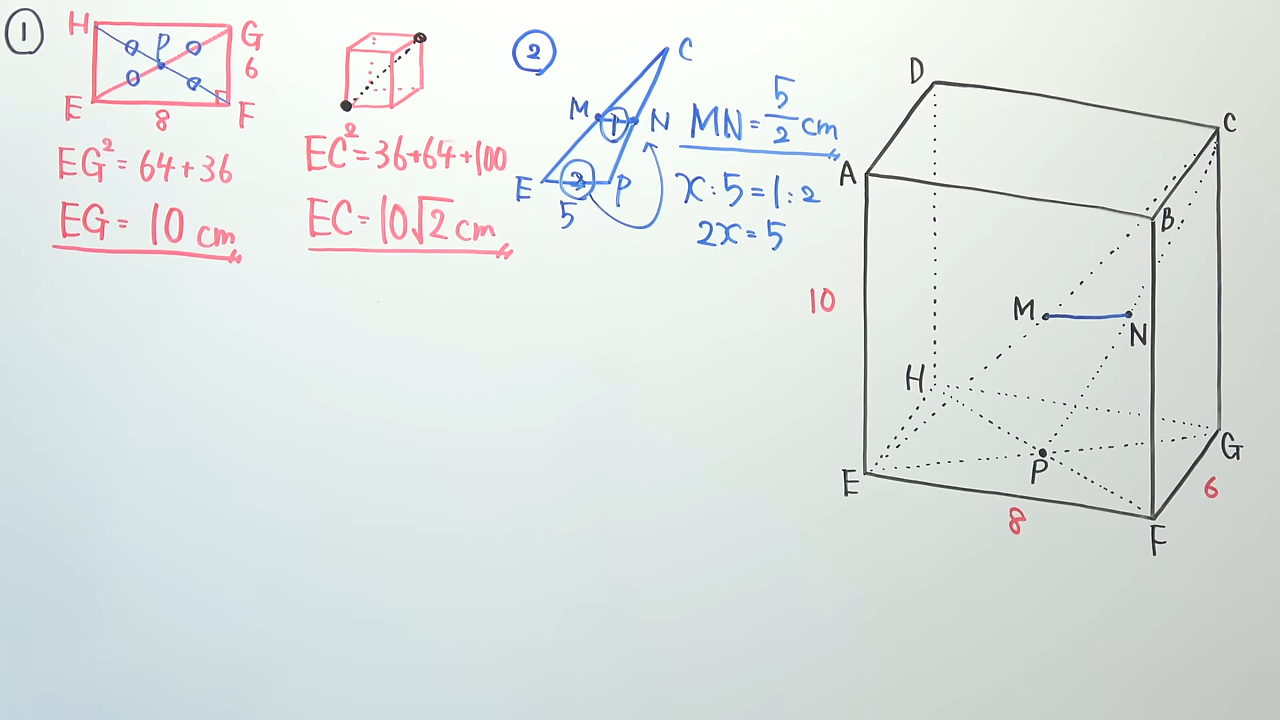 ①
H
P
G
6
E
8
F
EG² = 64 + 36
EG = 10 cm
EC² = 36 + 64 + 100
EC = 10√2 cm
②
C
M
①
N
E
②
P
5
MN = 5/2 cm
x : 5 = 1 : 2
2x = 5
D
C
A
B
10
M
N
H
G
P
E
6
8
F